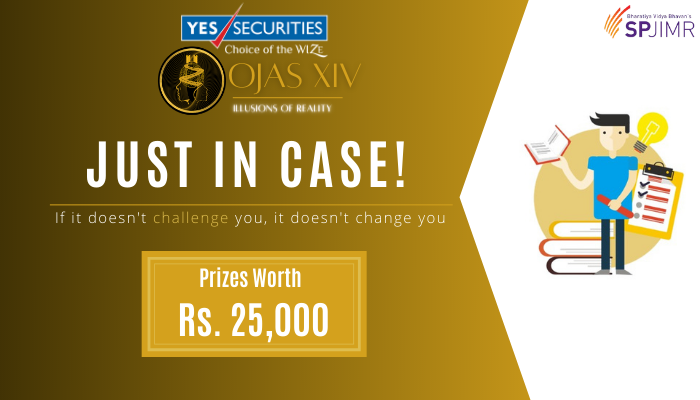 YES SECURITIES
Choice of the WIZE
OJAS XIV
ILLUSIONS OF REALITY
Bharatiya Vidya Bhavan's
SPJIMR
JUST IN CASE!
If it doesn't challenge you, it doesn't change you
Prizes Worth
Rs. 25,000